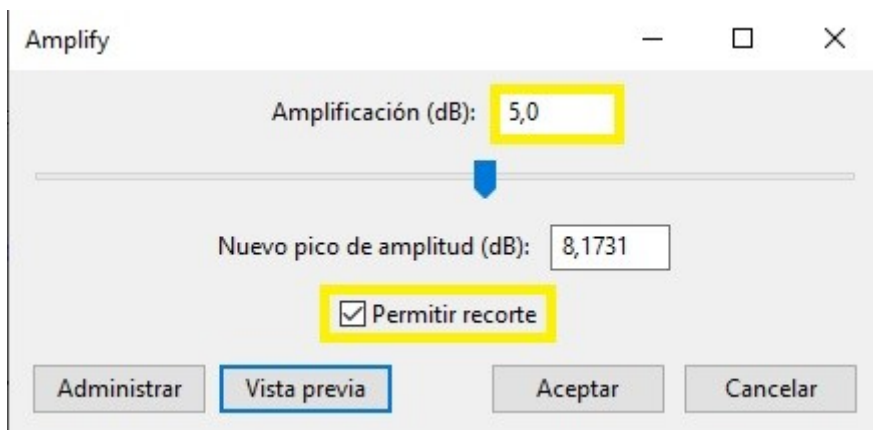 Amplify
Amplificación (dB): 5,0
Nuevo pico de amplitud (dB): 8,1731
Permitir recorte
Administrar Vista previa Aceptar Cancelar